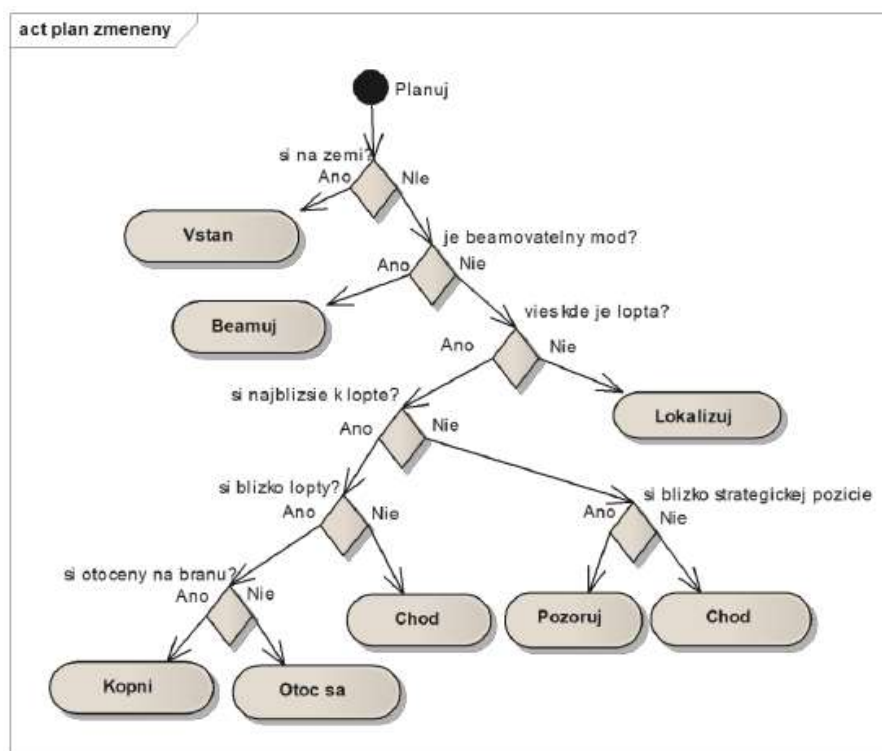 act plan zmeneny
Planuj
si na zemi?
Ano
NIe
Vstan
je beamovatelny mod?
Ano
Nie
Beamuj
vies kde je lopta?
Ano
Nie
Lokalizuj
si najblizsie k lopte?
Ano
Nie
si blizko lopty?
Ano
Nie
si blizko strategickej pozicie
Ano
Nie
si otoceny na branu?
Ano
Nie
Chod
Pozoruj
Chod
Kopni
Otoc sa